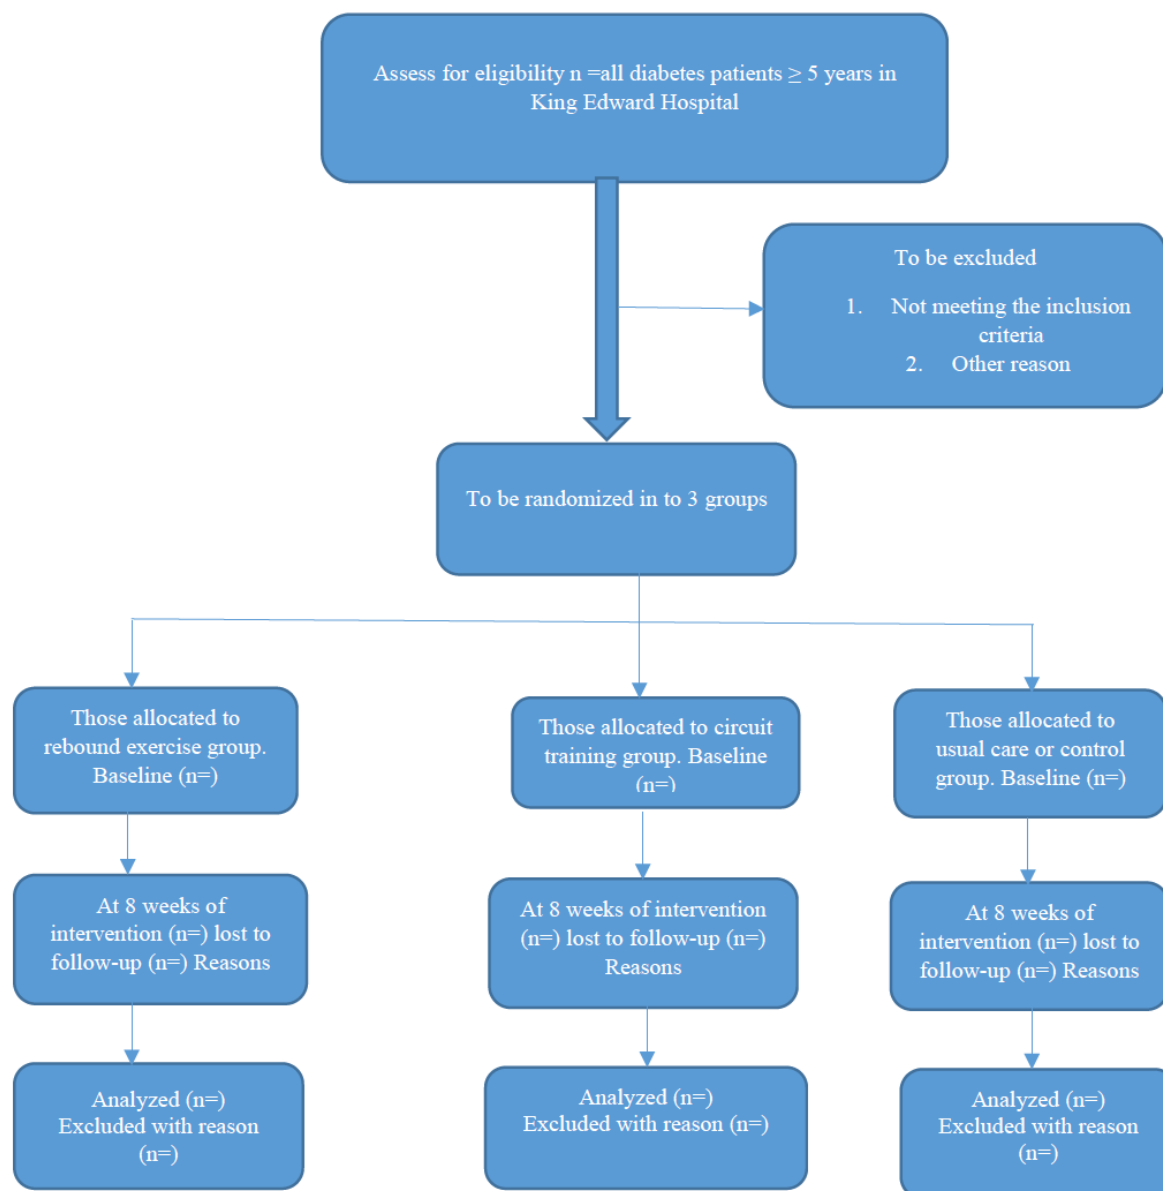 Assess for eligibility n =all diabetes patients ≥ 5 years in
King Edward Hospital
To be excluded
1. Not meeting the inclusion
criteria
2. Other reason
To be randomized in to 3 groups
Those allocated to
rebound exercise group.
Baseline (n=)
Those allocated to circuit
training group. Baseline
(n=)
Those allocated to
usual care or control
group. Baseline (n=)
At 8 weeks of
intervention (n=) lost to
follow-up (n=) Reasons
At 8 weeks of intervention
(n=) lost to follow-up (n=)
Reasons
At 8 weeks of
intervention (n=) lost to
follow-up (n=) Reasons
Analyzed (n=)
Excluded with reason
(n=)
Analyzed (n=)
Excluded with reason (n=)
Analyzed (n=)
Excluded with reason
(n=)